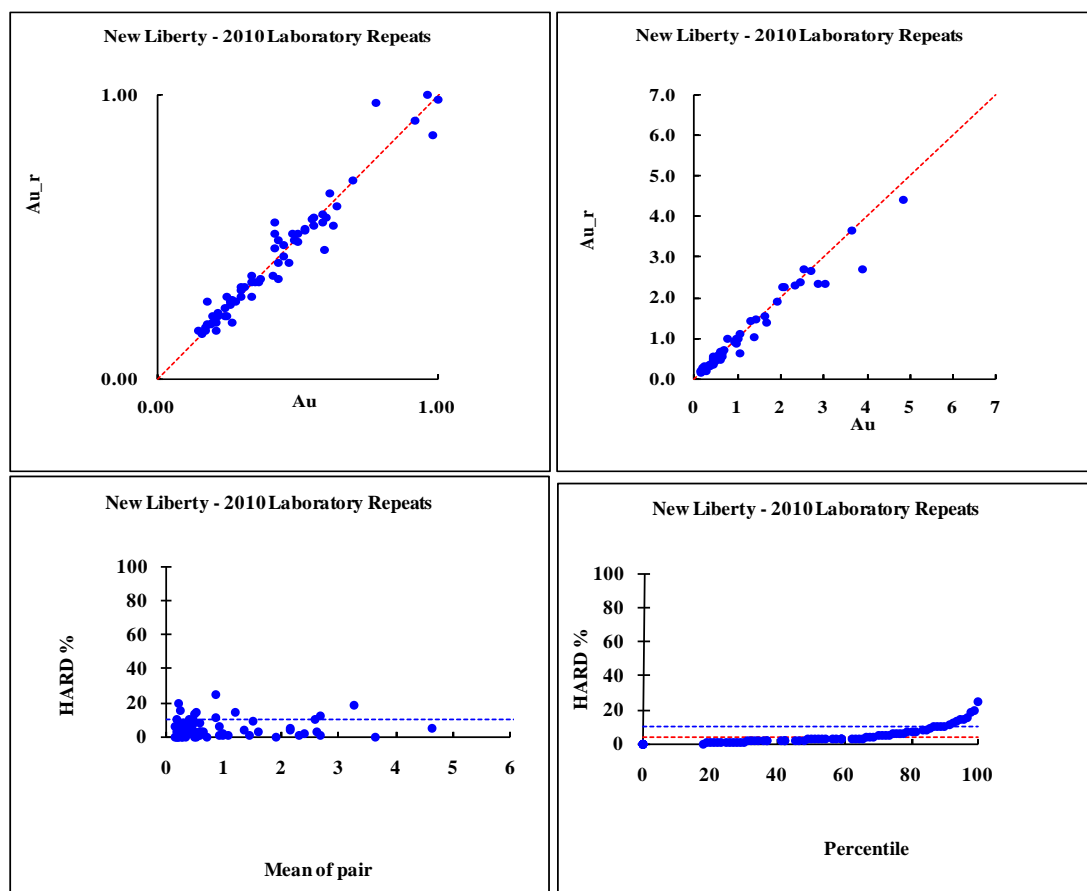 New Liberty - 2010 Laboratory Repeats
1.00
Au_r
0.00
0.00
Au
1.00
New Liberty - 2010 Laboratory Repeats
7.0
6.0
5.0
Au_r
4.0
3.0
2.0
1.0
0.0
0 1 2 3 4 5 6 7
Au
New Liberty - 2010 Laboratory Repeats
100
80
HARD %
60
40
20
0
0 1 2 3 4 5 6
Mean of pair
New Liberty - 2010 Laboratory Repeats
100
80
HARD %
60
40
20
0
0 20 40 60 80 100
Percentile